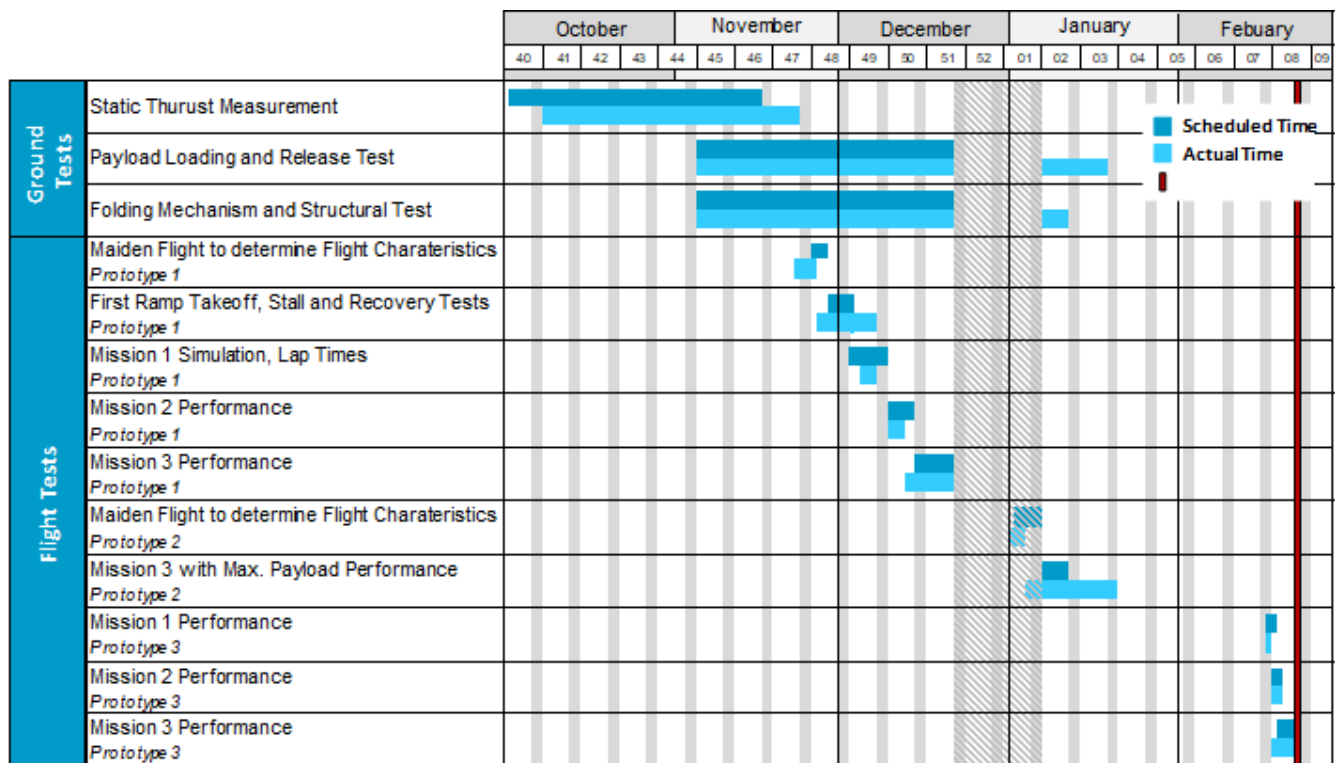 October November December January Febuary
40 41 42 43 44 45 46 47 48 49 50 51 52 01 02 03 04 05 06 07 08 09
Ground
Tests
Static Thurust Measurement
Scheduled Time
Actual Time
Payload Loading and Release Test
Folding Mechanism and Structural Test
Flight Tests
Maiden Flight to determine Flight Charateristics
Prototype 1
First Ramp Takeoff, Stall and Recovery Tests
Prototype 1
Mission 1 Simulation, Lap Times
Prototype 1
Mission 2 Performance
Prototype 1
Mission 3 Performance
Prototype 1
Maiden Flight to determine Flight Charateristics
Prototype 2
Mission 3 with Max. Payload Performance
Prototype 2
Mission 1 Performance
Prototype 3
Mission 2 Performance
Prototype 3
Mission 3 Performance
Prototype 3